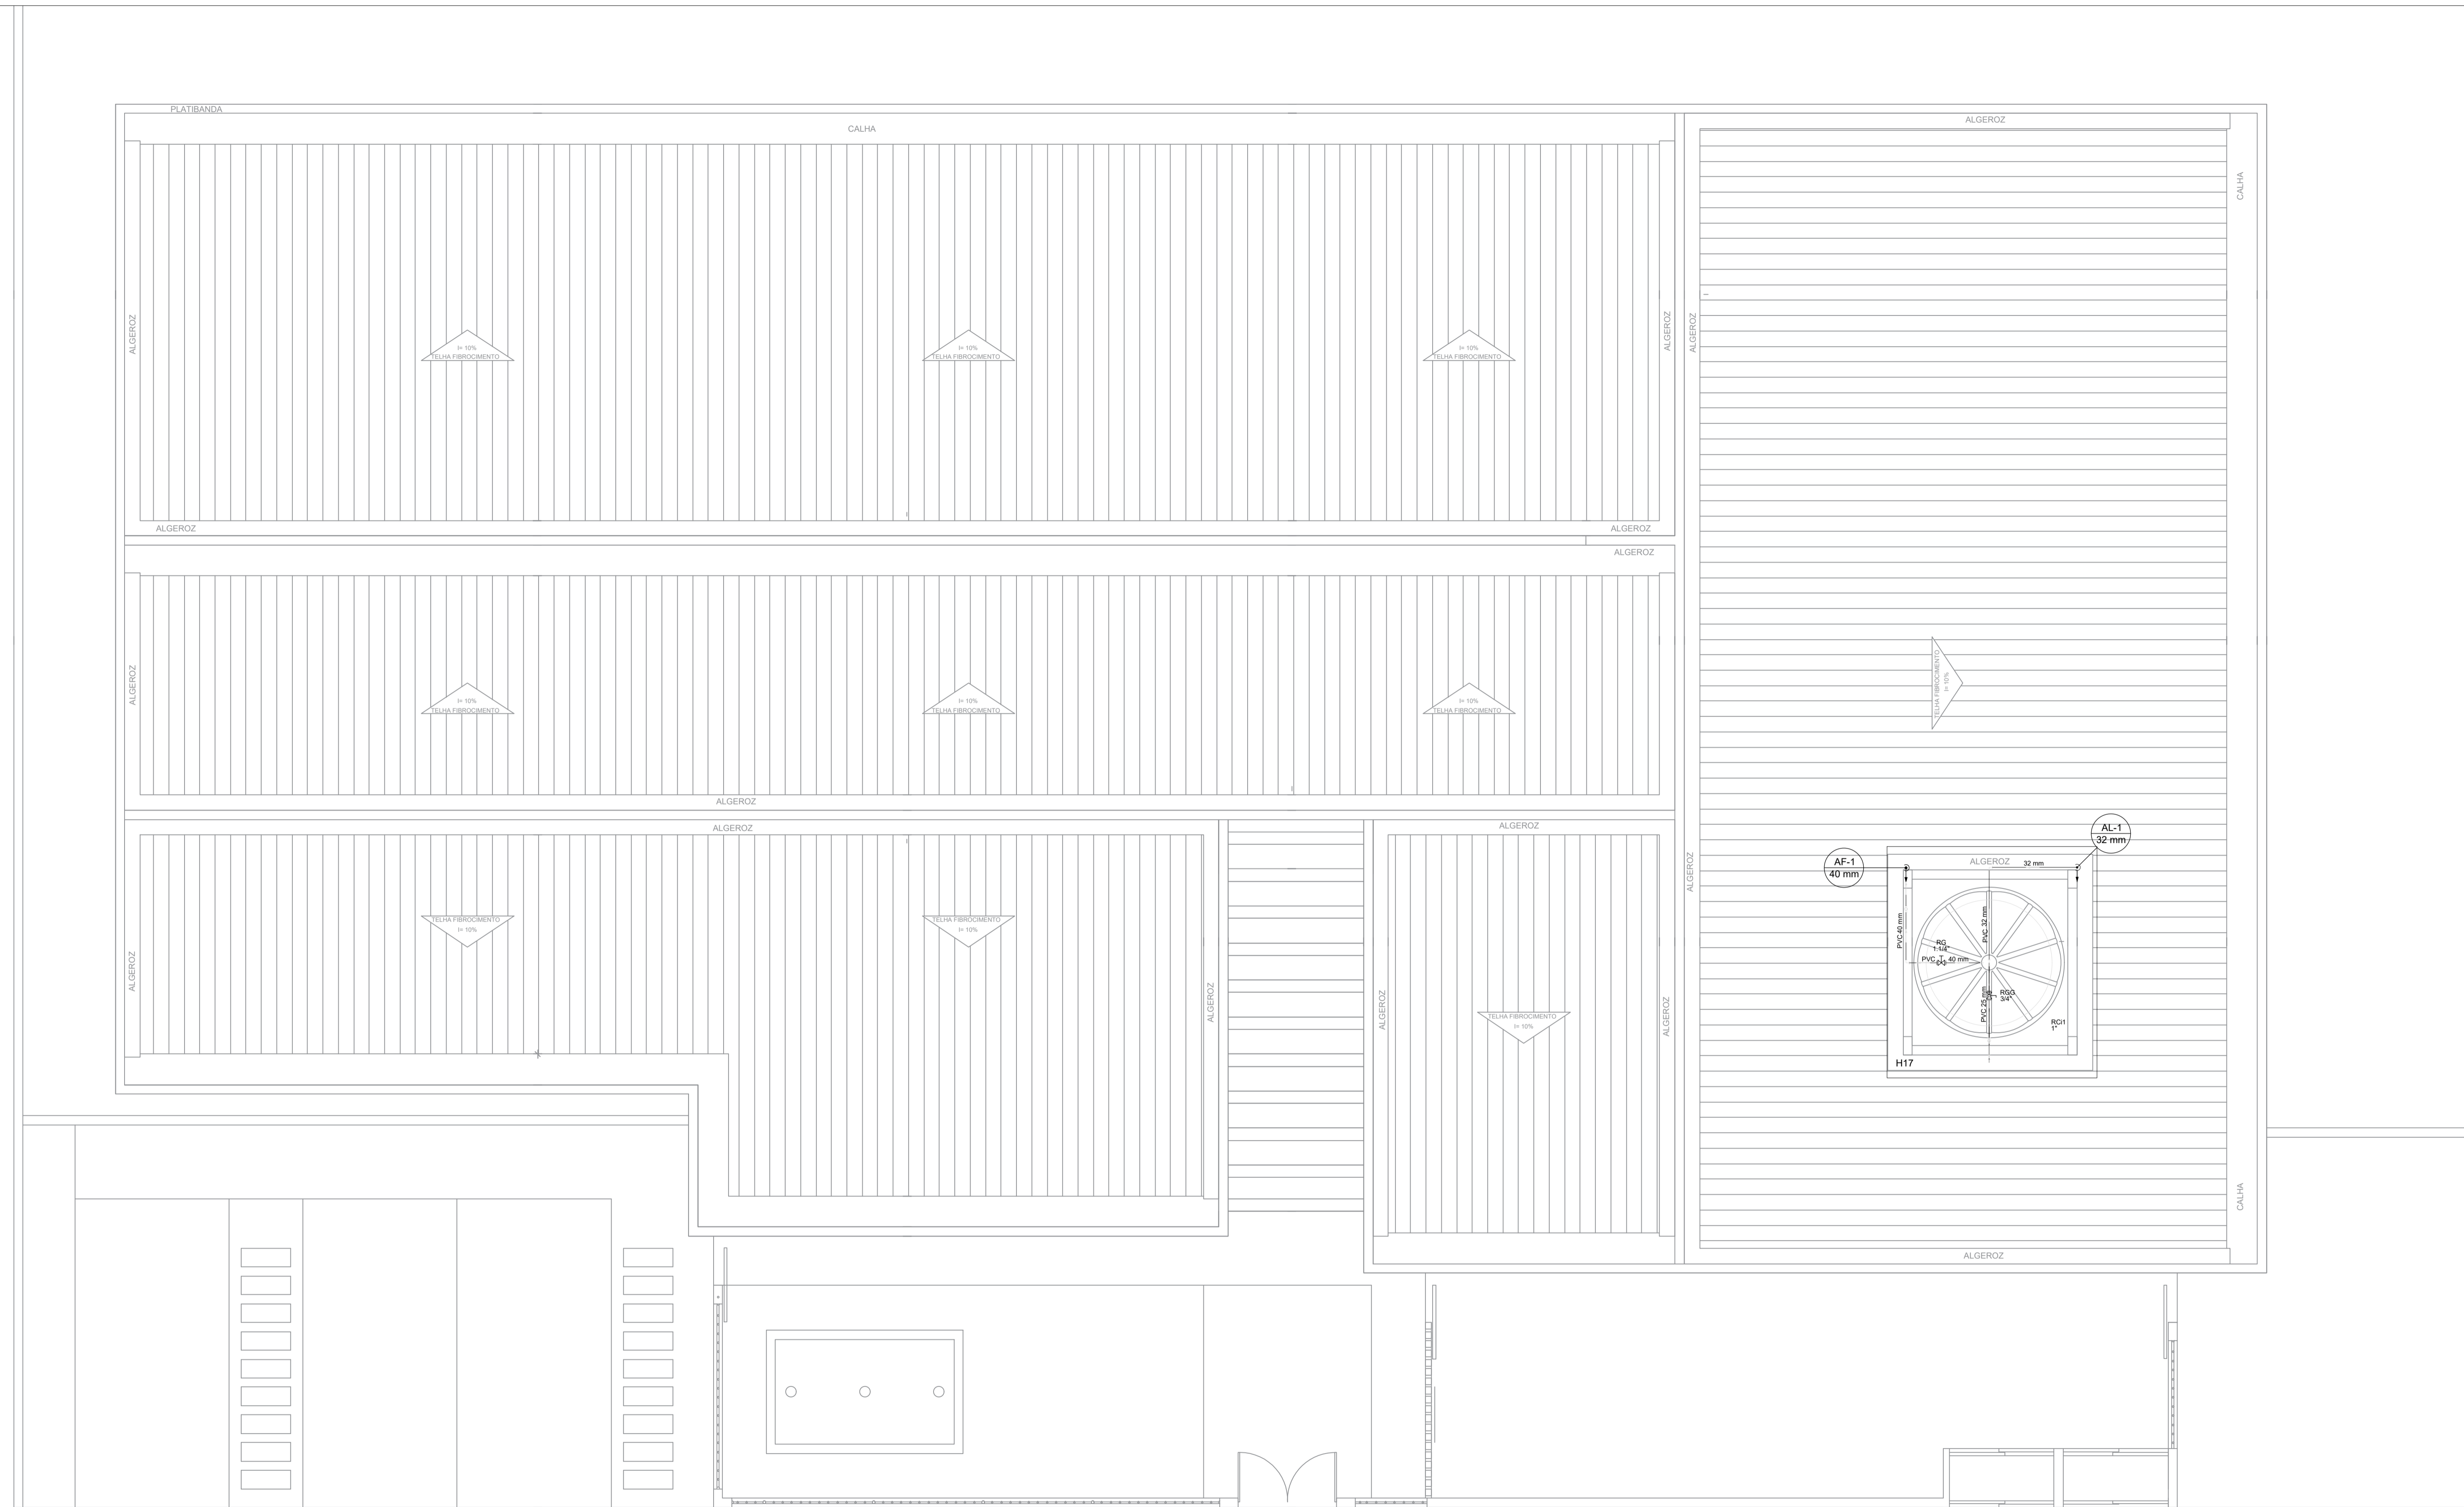 PLATIBANDA
CALHA
ALGEROZ
CALHA
ALGEROZ
ALGEROZ
ALGEROZ
I= 10%
TELHA FIBROCIMENTO
I= 10%
TELHA FIBROCIMENTO
I= 10%
TELHA FIBROCIMENTO
ALGEROZ
ALGEROZ
ALGEROZ
ALGEROZ
I= 10%
TELHA FIBROCIMENTO
I= 10%
TELHA FIBROCIMENTO
I= 10%
TELHA FIBROCIMENTO
TELHA FIBROCIMENTO
I= 10%
ALGEROZ
ALGEROZ
ALGEROZ
ALGEROZ
TELHA FIBROCIMENTO
I= 10%
TELHA FIBROCIMENTO
I= 10%
ALGEROZ
ALGEROZ
ALGEROZ
ALGEROZ
TELHA FIBROCIMENTO
I= 10%
AL-1
32 mm
AF-1
40 mm
ALGEROZ
32 mm
PVC 40 mm
PVC 32 mm
RG
1.1/4"
PVC 40 mm
PVC 25 mm
RGG
3/4"
RCi1
1"
H17
CALHA
ALGEROZ